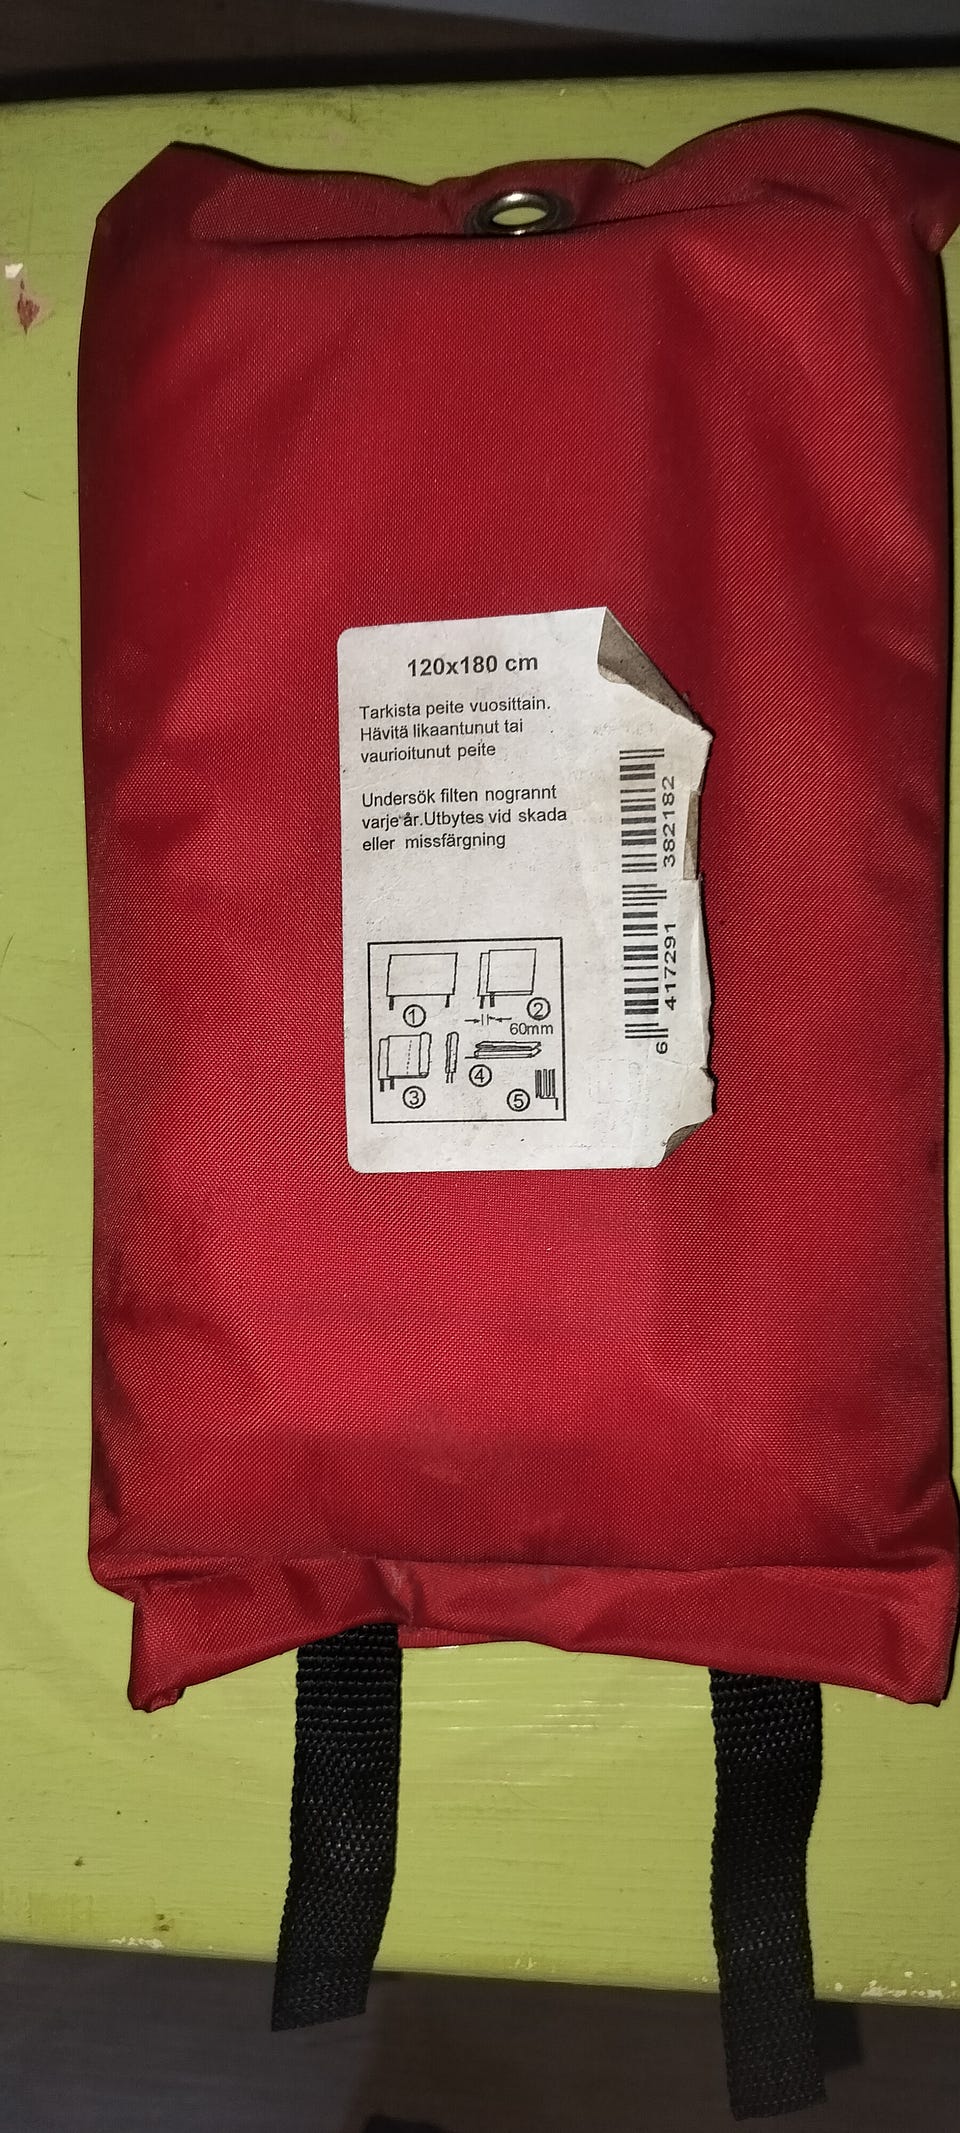 120x180 cm
Tarkista peite vuosittain.
Hävitä likaantunut tai
vaurioitunut peite
Undersök filten nogrannt
varje år.Utbytes vid skada
eller missfärgning
1
2
60mm
3
4
5
6 417291 382182